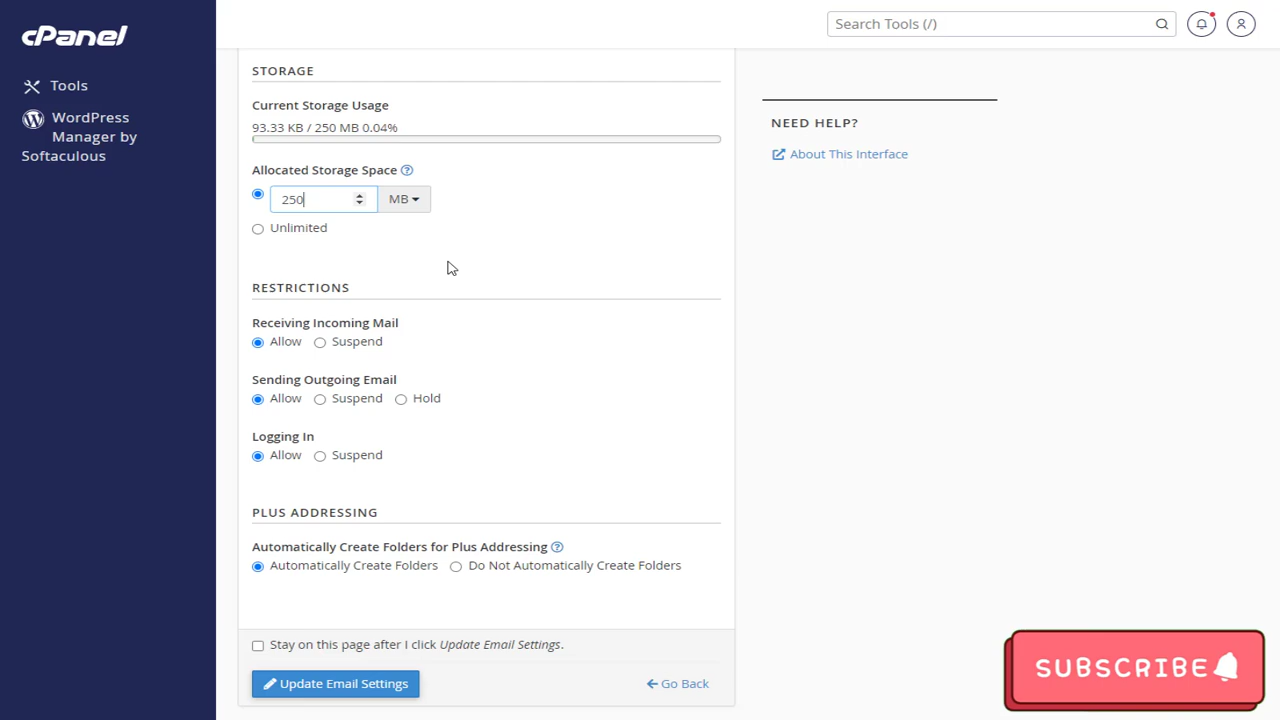 cPanel
Search Tools (/)
Tools
WordPress
Manager by
Softaculous
STORAGE
Current Storage Usage
93.33 KB / 250 MB 0.04%
Allocated Storage Space
250 MB
Unlimited
RESTRICTIONS
Receiving Incoming Mail
Allow Suspend
Sending Outgoing Email
Allow Suspend Hold
Logging In
Allow Suspend
PLUS ADDRESSING
Automatically Create Folders for Plus Addressing
Automatically Create Folders Do Not Automatically Create Folders
Stay on this page after I click Update Email Settings.
Update Email Settings Go Back
NEED HELP?
About This Interface
SUBSCRIBE